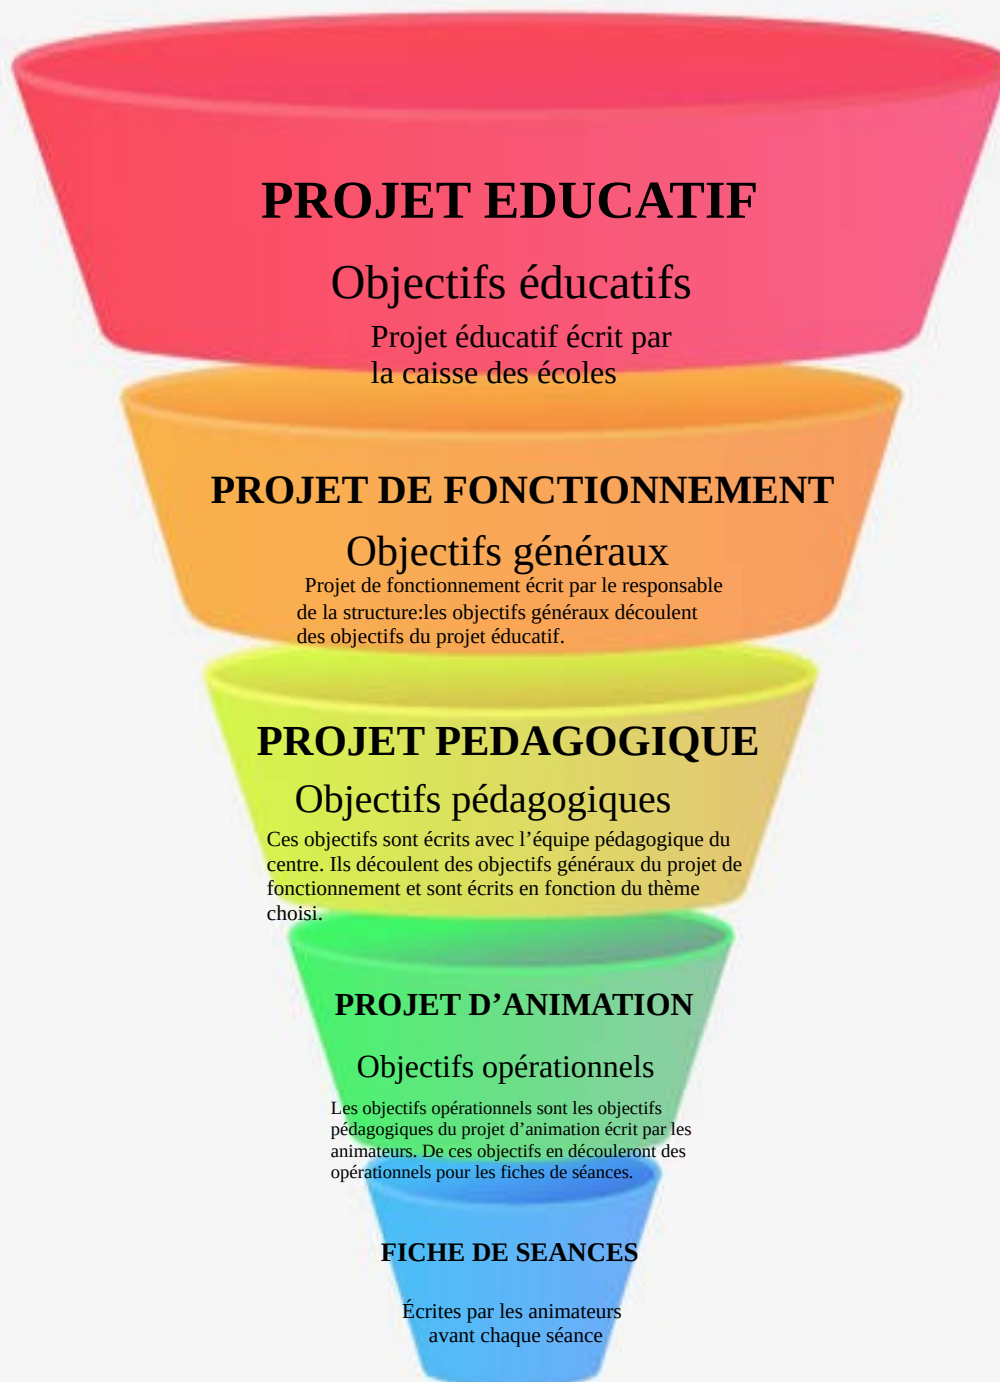 PROJET EDUCATIF
Objectifs éducatifs
Projet éducatif écrit par
la caisse des écoles
PROJET DE FONCTIONNEMENT
Objectifs généraux
Projet de fonctionnement écrit par le responsable
de la structure:les objectifs généraux découlent
des objectifs du projet éducatif.
PROJET PEDAGOGIQUE
Objectifs pédagogiques
Ces objectifs sont écrits avec l’équipe pédagogique du
centre. Ils découlent des objectifs généraux du projet de
fonctionnement et sont écrits en fonction du thème
choisi.
PROJET D’ANIMATION
Objectifs opérationnels
Les objectifs opérationnels sont les objectifs
pédagogiques du projet d’animation écrit par les
animateurs. De ces objectifs en découleront des
opérationnels pour les fiches de séances.
FICHE DE SEANCES
Écrites par les animateurs
avant chaque séance